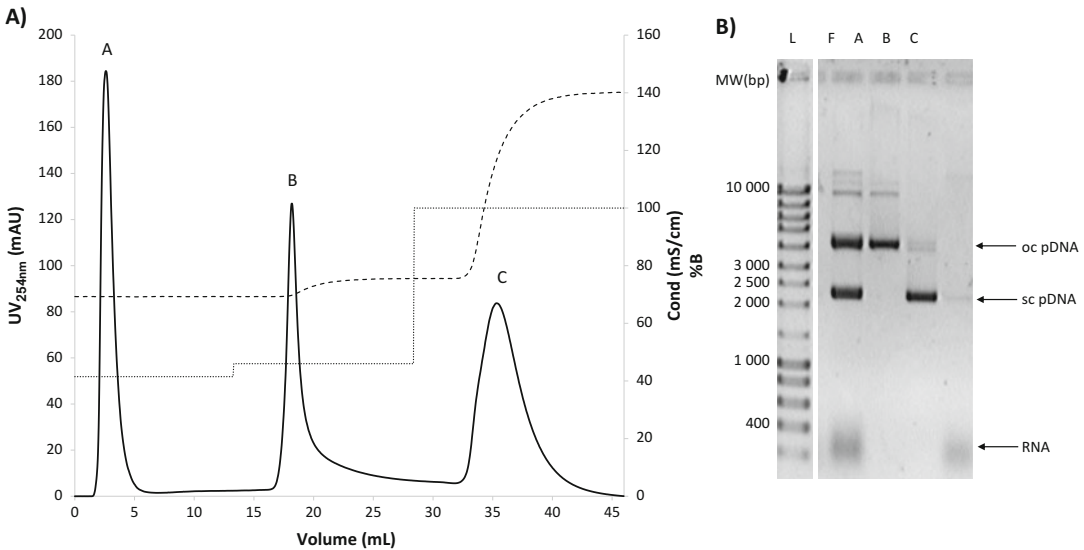 A)
200
180
160
140
120
100
80
60
40
20
0
UV254nm (mAU)
A
B
C
0 5 10 15 20 25 30 35 40 45
Volume (mL)
160
140
120
100
80
60
40
20
0
Cond (mS/cm)
%B
B)
L F A B C
MW(bp)
10 000
3 000
2 500
2 000
1 000
400
oc pDNA
sc pDNA
RNA